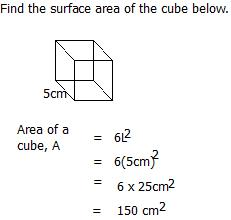 Find the surface area of the cube below.
5cm
Area of a = 6l²
cube, A
= 6(5cm)²
= 6 x 25cm2
= 150 cm²